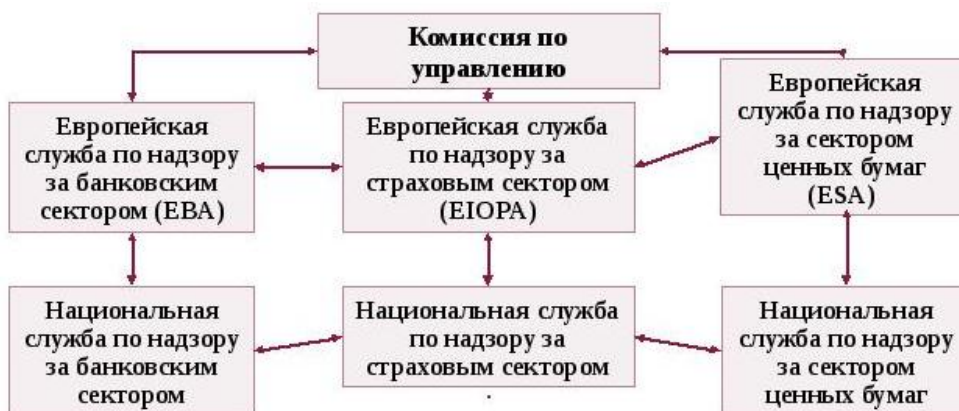 Комиссия по
управлению
Европейская
служба по надзору
за банковским
сектором (EBA)
Европейская служба
по надзору за
страховым сектором
(EIOPA)
Европейская
служба по надзору
за сектором
ценных бумаг
(ESA)
Национальная
служба по надзору
за банковским
сектором
Национальная служба
по надзору за
страховым сектором
.
Национальная
служба по надзору
за сектором
ценных бумаг